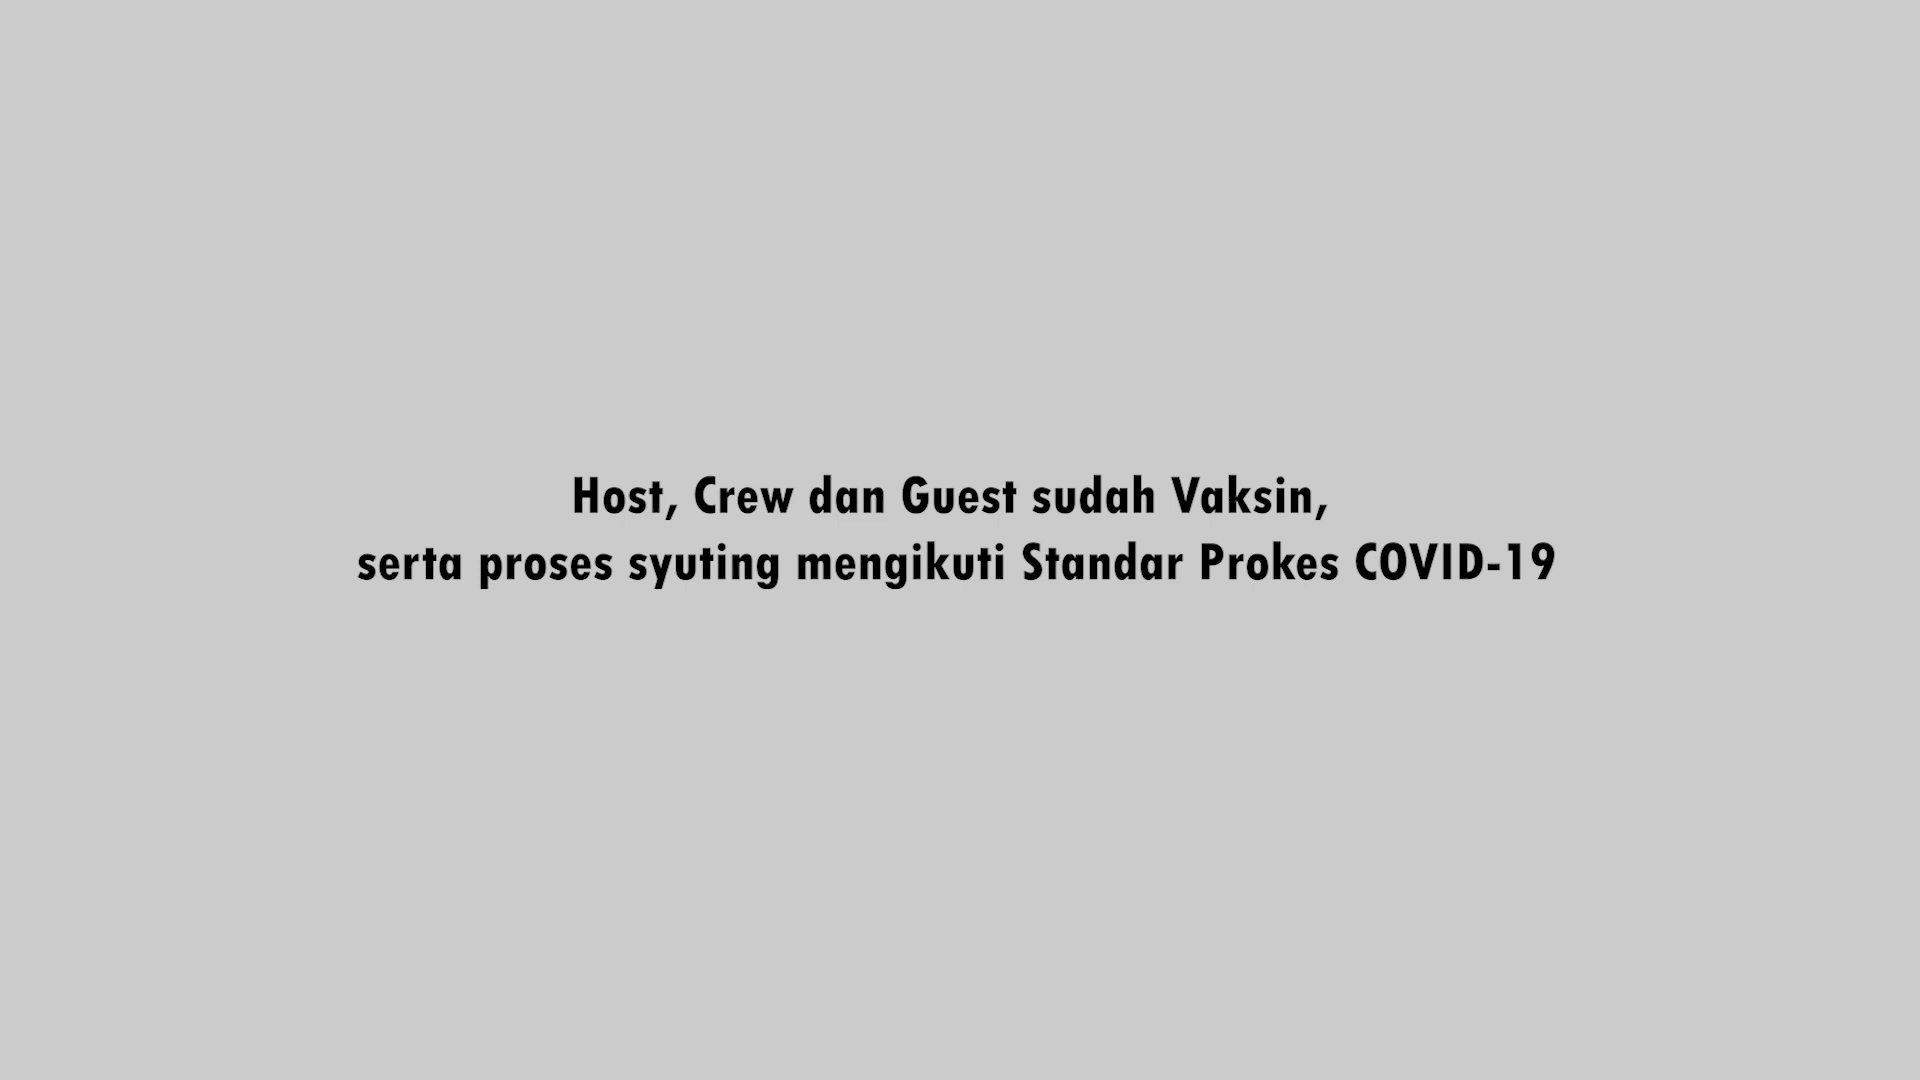 Host, Crew dan Guest sudah Vaksin,
serta proses syuting mengikuti Standar Prokes COVID-19